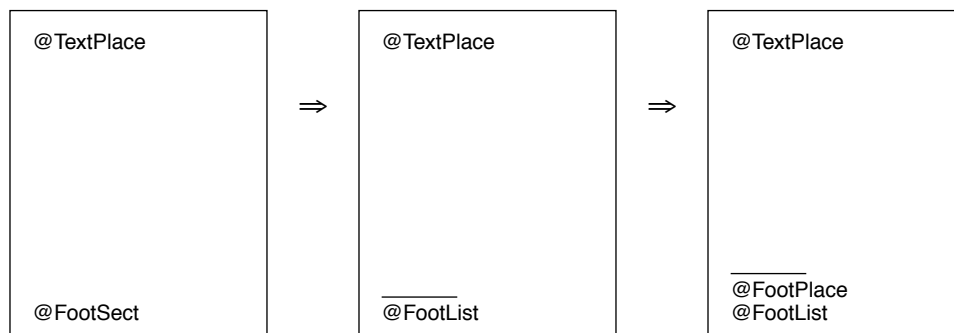 @TextPlace
@FootSect
⇒
@TextPlace
@FootList
⇒
@TextPlace
@FootPlace
@FootList